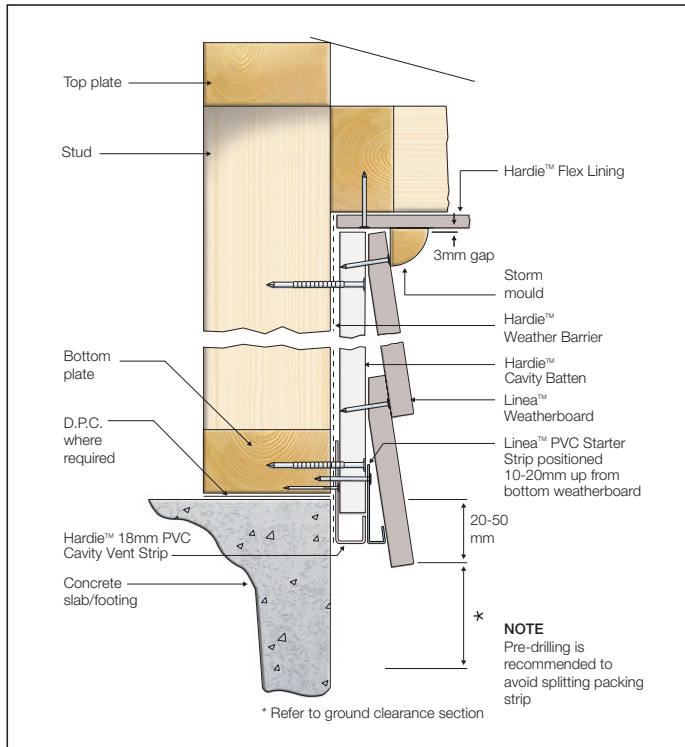 Top plate
Stud
Hardie™ Flex Lining
3mm gap
Storm
mould
Hardie™
Weather Barrier
Hardie™
Cavity Batten
Linea™
Weatherboard
Linea™ PVC Starter
Strip positioned
10-20mm up from
bottom weatherboard
Bottom
plate
D.P.C.
where
required
20-50
mm
Hardie™ 18mm PVC
Cavity Vent Strip
Concrete
slab/footing
*
NOTE
Pre-drilling is
recommended to
avoid splitting packing
strip
* Refer to ground clearance section